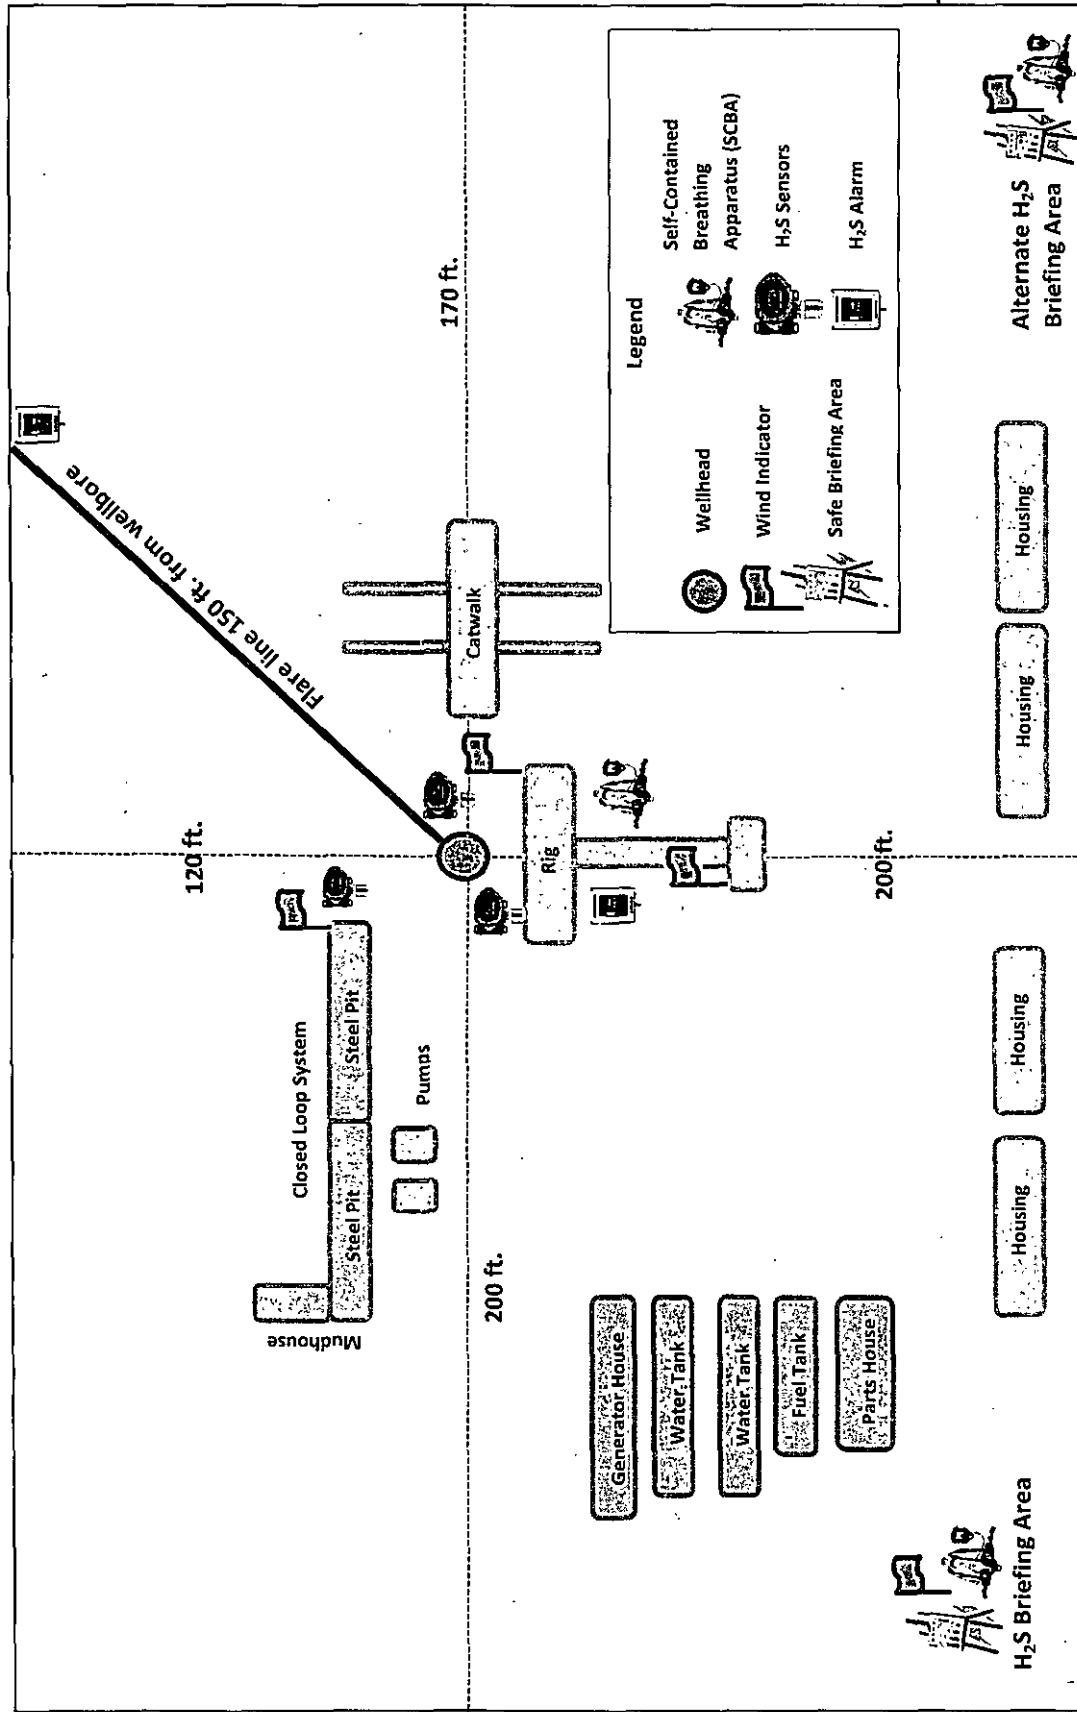 Flare line 150 ft. from wellbore
120 ft.
Closed Loop System
Mudhouse
Steel Pit
Steel Pit
Pumps
200 ft.
170 ft.
Catwalk
Rig
Generator House
Water Tank
Water Tank
Fuel Tank
Parts House
200 ft.
Legend
Wellhead
Self-Contained
Breathing
Apparatus (SCBA)
Wind Indicator
H₂S Sensors
Safe Briefing Area
H₂S Alarm
H₂S Briefing Area
Housing
Housing
Housing
Housing
Alternate H₂S
Briefing Area